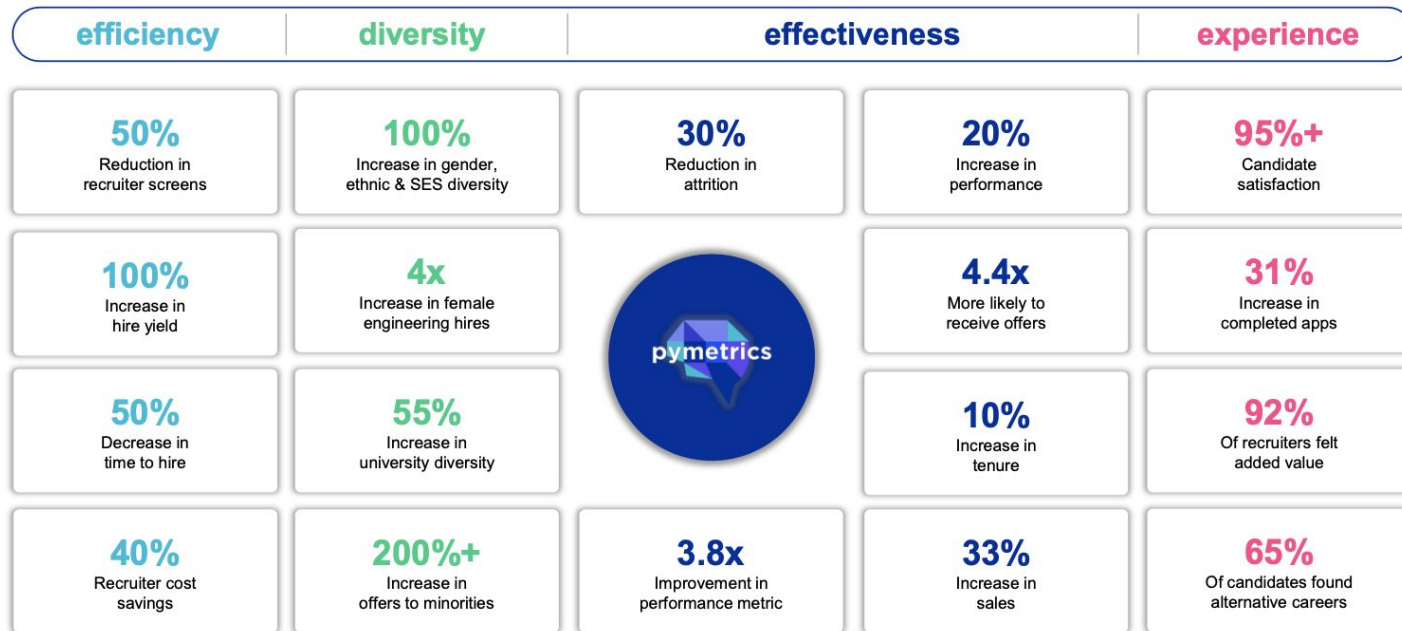 efficiency
diversity
effectiveness
experience
50%
Reduction in
recruiter screens
100%
Increase in gender,
ethnic & SES diversity
30%
Reduction in
attrition
20%
Increase in
performance
95%+
Candidate
satisfaction
100%
Increase in
hire yield
4x
Increase in female
engineering hires
pymetrics
4.4x
More likely to
receive offers
31%
Increase in
completed apps
50%
Decrease in
time to hire
55%
Increase in
university diversity
10%
Increase in
tenure
92%
Of recruiters felt
added value
40%
Recruiter cost
savings
200%+
Increase in
offers to minorities
3.8x
Improvement in
performance metric
33%
Increase in
sales
65%
Of candidates found
alternative careers